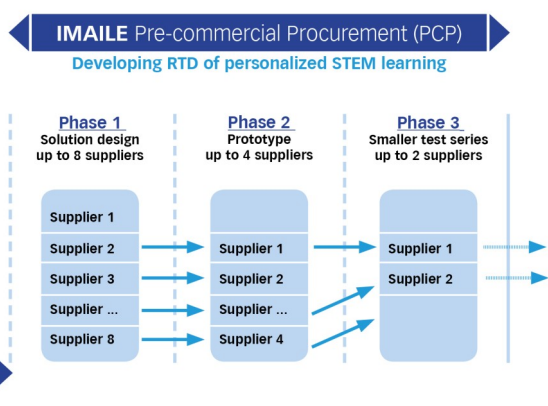 IMAILE Pre-commercial Procurement (PCP)
Developing RTD of personalized STEM learning
Phase 1
Solution design
up to 8 suppliers
Supplier 1
Supplier 2
Supplier 3
Supplier ...
Supplier 8
Phase 2
Prototype
up to 4 suppliers
Supplier 1
Supplier 2
Supplier ...
Supplier 4
Phase 3
Smaller test series
up to 2 suppliers
Supplier 1
Supplier 2